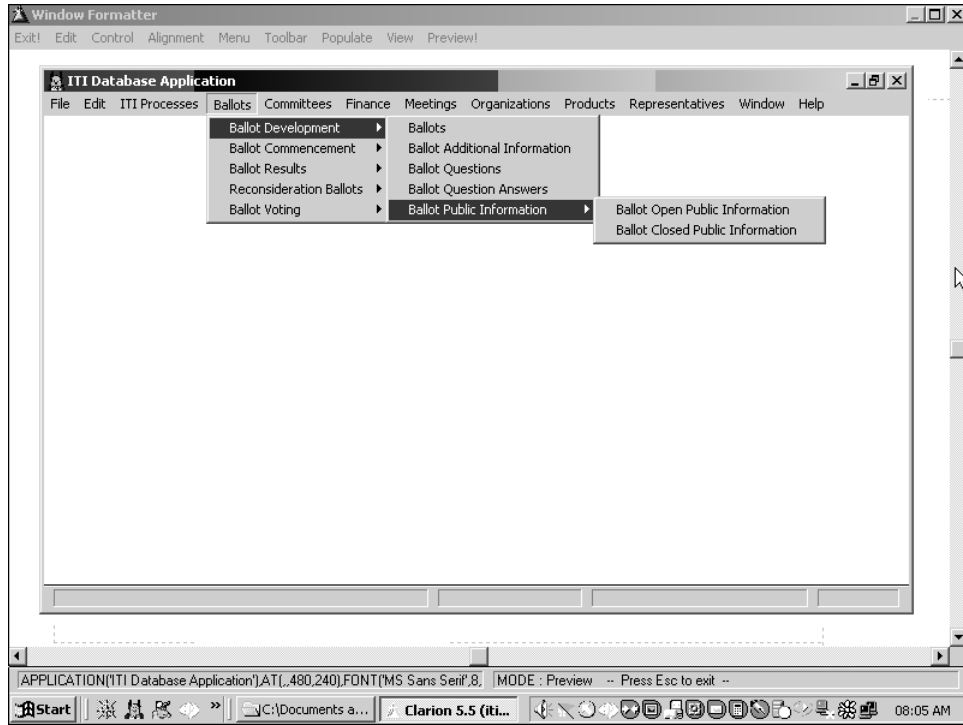 Window Formatter
Exit! Edit Control Alignment Menu Toolbar Populate View Preview!
ITI Database Application
File Edit ITI Processes Ballots Committees Finance Meetings Organizations Products Representatives Window Help
Ballot Development
Ballot Commencement
Ballot Results
Reconsideration Ballots
Ballot Voting
Ballots
Ballot Additional Information
Ballot Questions
Ballot Question Answers
Ballot Public Information
Ballot Open Public Information
Ballot Closed Public Information
APPLICATION('ITI Database Application'),AT(,,480,240),FONT('MS Sans Serif',8, MODE : Preview -- Press Esc to exit --
Start » C:\Documents a... Clarion 5.5 (iti... 08:05 AM